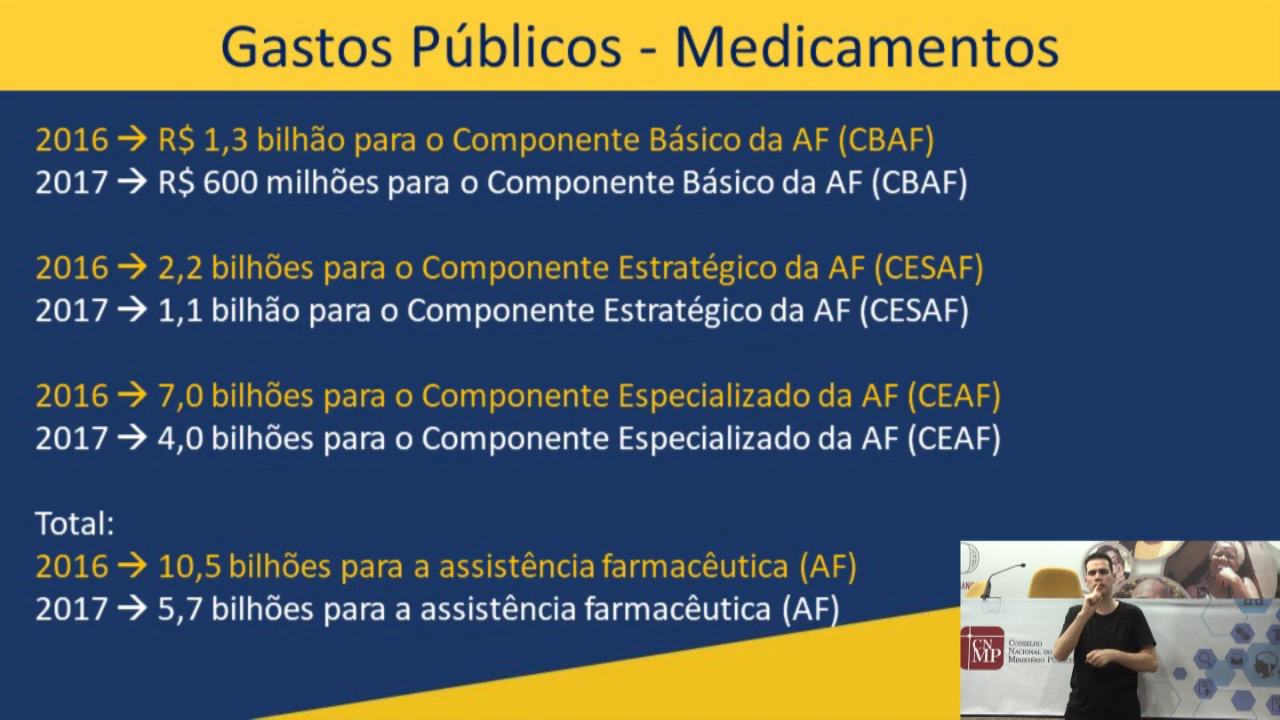 Gastos Públicos - Medicamentos
2016 → R$ 1,3 bilhão para o Componente Básico da AF (CBAF)
2017 → R$ 600 milhões para o Componente Básico da AF (CBAF)
2016 → 2,2 bilhões para o Componente Estratégico da AF (CESAF)
2017 → 1,1 bilhão para o Componente Estratégico da AF (CESAF)
2016 → 7,0 bilhões para o Componente Especializado da AF (CEAF)
2017 → 4,0 bilhões para o Componente Especializado da AF (CEAF)
Total:
2016 → 10,5 bilhões para a assistência farmacêutica (AF)
2017 → 5,7 bilhões para a assistência farmacêutica (AF)
CN
MP
CONSELHO
NACIONAL DO
MINISTÉRIO